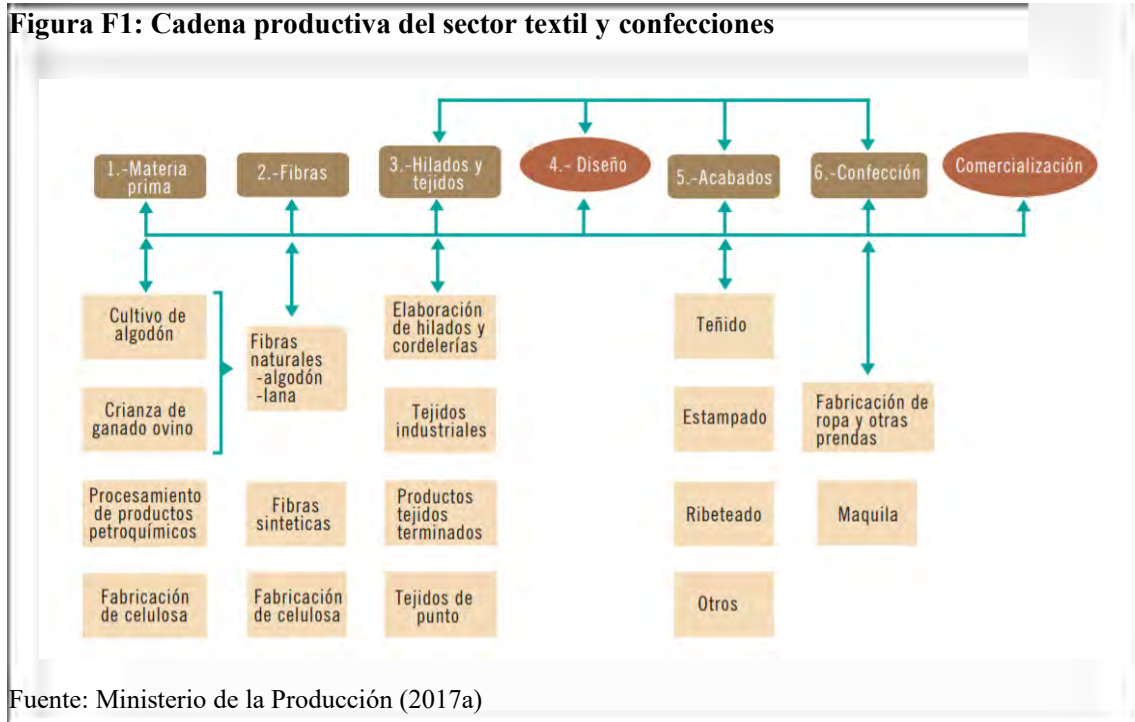 Figura F1: Cadena productiva del sector textil y confecciones
1.-Materia
prima
2.-Fibras
3.-Hilados y
tejidos
4.- Diseño
5.-Acabados
6.-Confección
Comercialización
Cultivo de
algodón
Crianza de
ganado ovino
Procesamiento
de productos
petroquímicos
Fabricación
de celulosa
Fibras
naturales
-algodón
-lana
Fibras
sinteticas
Fabricación
de celulosa
Elaboración
de hilados y
cordelerías
Tejidos
industriales
Productos
tejidos
terminados
Tejidos de
punto
Teñido
Estampado
Ribeteado
Otros
Fabricación de
ropa y otras
prendas
Maquila
Fuente: Ministerio de la Producción (2017a)